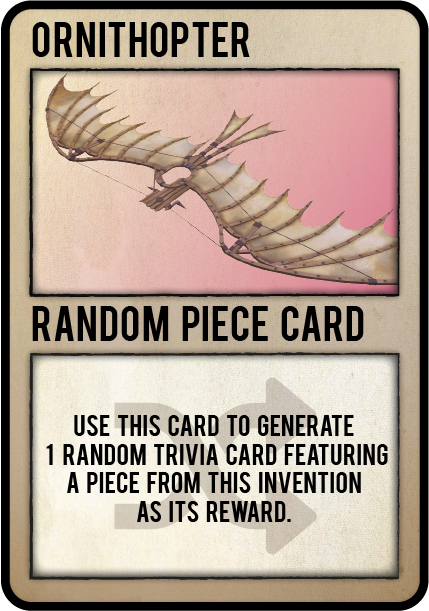 ORNITHOPTER
RANDOM PIECE CARD
USE THIS CARD TO GENERATE
1 RANDOM TRIVIA CARD FEATURING
A PIECE FROM THIS INVENTION
AS ITS REWARD.